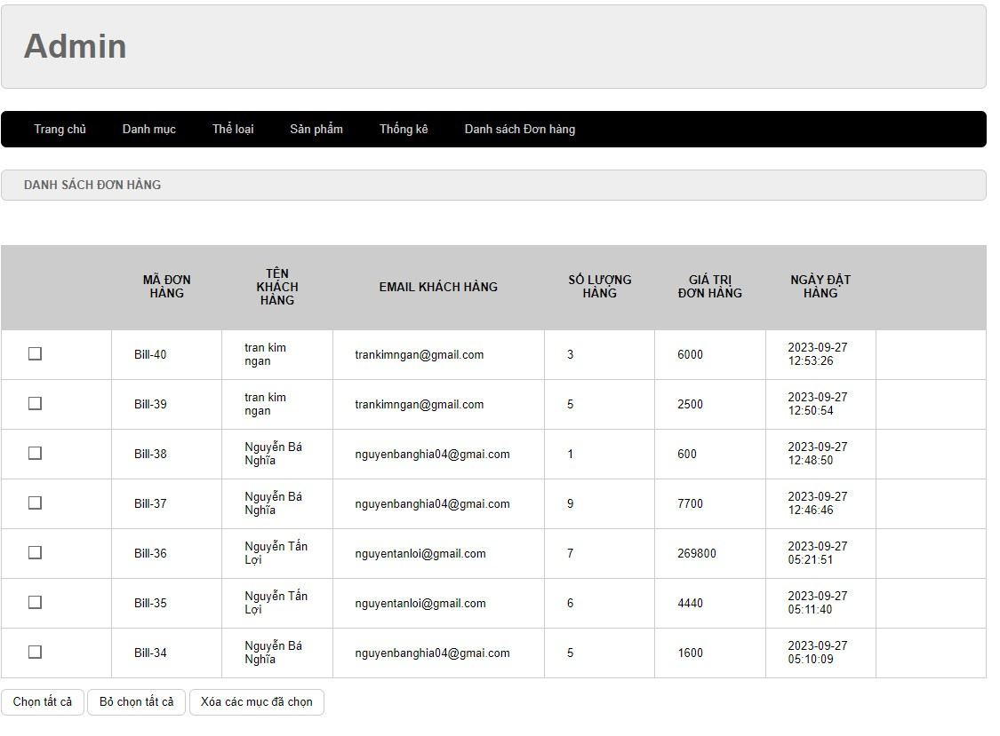 Admin
Trang chủ Danh mục Thể loại Sản phẩm Thống kê Danh sách Đơn hàng
DANH SÁCH ĐƠN HÀNG
MÃ ĐƠN HÀNG TÊN KHÁCH HÀNG EMAIL KHÁCH HÀNG SỐ LƯỢNG HÀNG GIÁ TRỊ ĐƠN HÀNG NGÀY ĐẶT HÀNG
Bill-40 tran kim ngan trankimngan@gmail.com 3 6000 2023-09-27 12:53:26
Bill-39 tran kim ngan trankimngan@gmail.com 5 2500 2023-09-27 12:50:54
Bill-38 Nguyễn Bá Nghĩa nguyenbanghia04@gmai.com 1 600 2023-09-27 12:48:50
Bill-37 Nguyễn Bá Nghĩa nguyenbanghia04@gmai.com 9 7700 2023-09-27 12:46:46
Bill-36 Nguyễn Tấn Lợi nguyentanloi@gmail.com 7 269800 2023-09-27 05:21:51
Bill-35 Nguyễn Tấn Lợi nguyentanloi@gmail.com 6 4440 2023-09-27 05:11:40
Bill-34 Nguyễn Bá Nghĩa nguyenbanghia04@gmai.com 5 1600 2023-09-27 05:10:09
Chọn tất cả Bỏ chọn tất cả Xóa các mục đã chọn